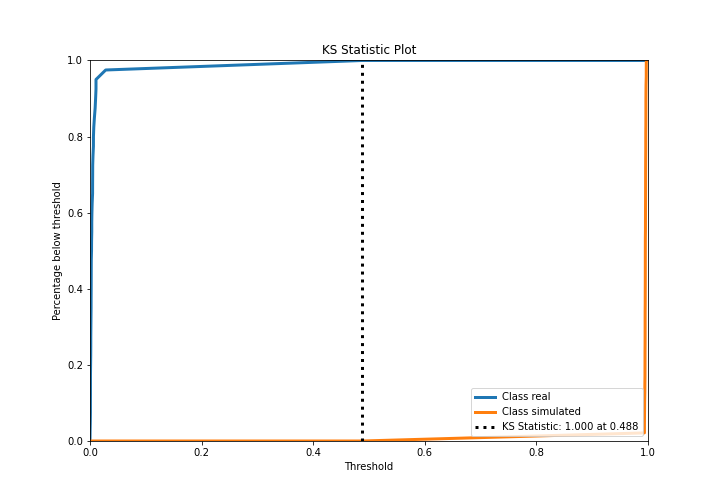 KS Statistic Plot
1.0
0.8
0.6
0.4
0.2
0.0
Percentage below threshold
0.0 0.2 0.4 0.6 0.8 1.0
Threshold
Class real
Class simulated
KS Statistic: 1.000 at 0.488